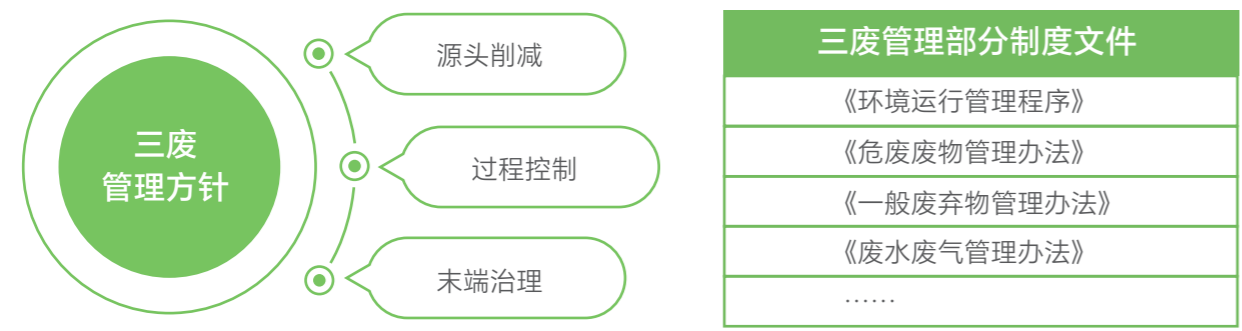 三废
管理方针
源头削减
过程控制
末端治理
三废管理部分制度文件
《环境运行管理程序》
《危废废物管理办法》
《一般废弃物管理办法》
《废水废气管理办法》
……